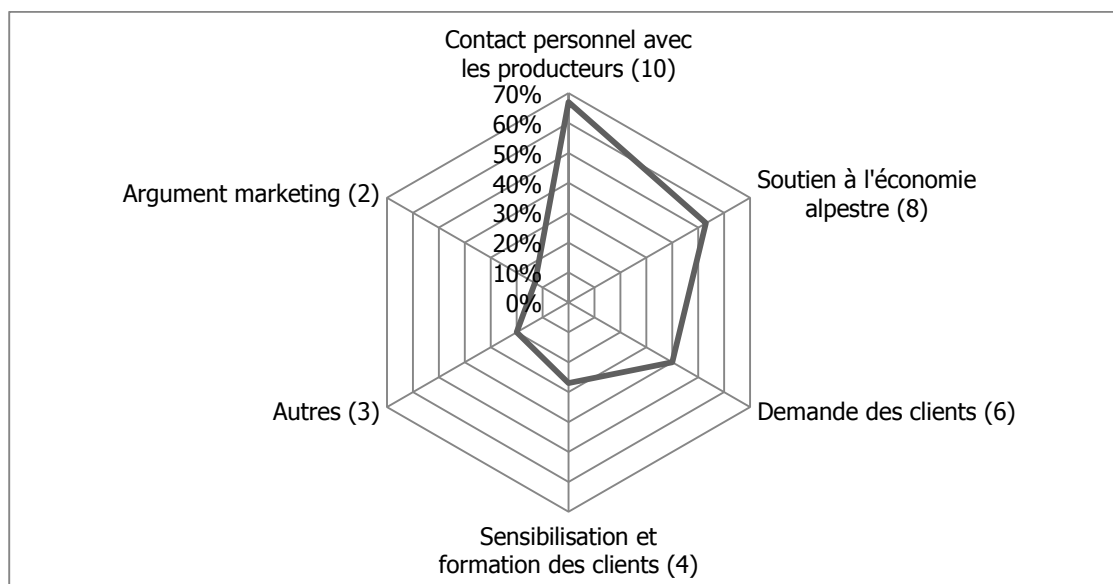 Contact personnel avec
les producteurs (10)
70%
60%
50%
40%
30%
20%
10%
0%
Soutien à l'économie
alpestre (8)
Demande des clients (6)
Sensibilisation et
formation des clients (4)
Autres (3)
Argument marketing (2)